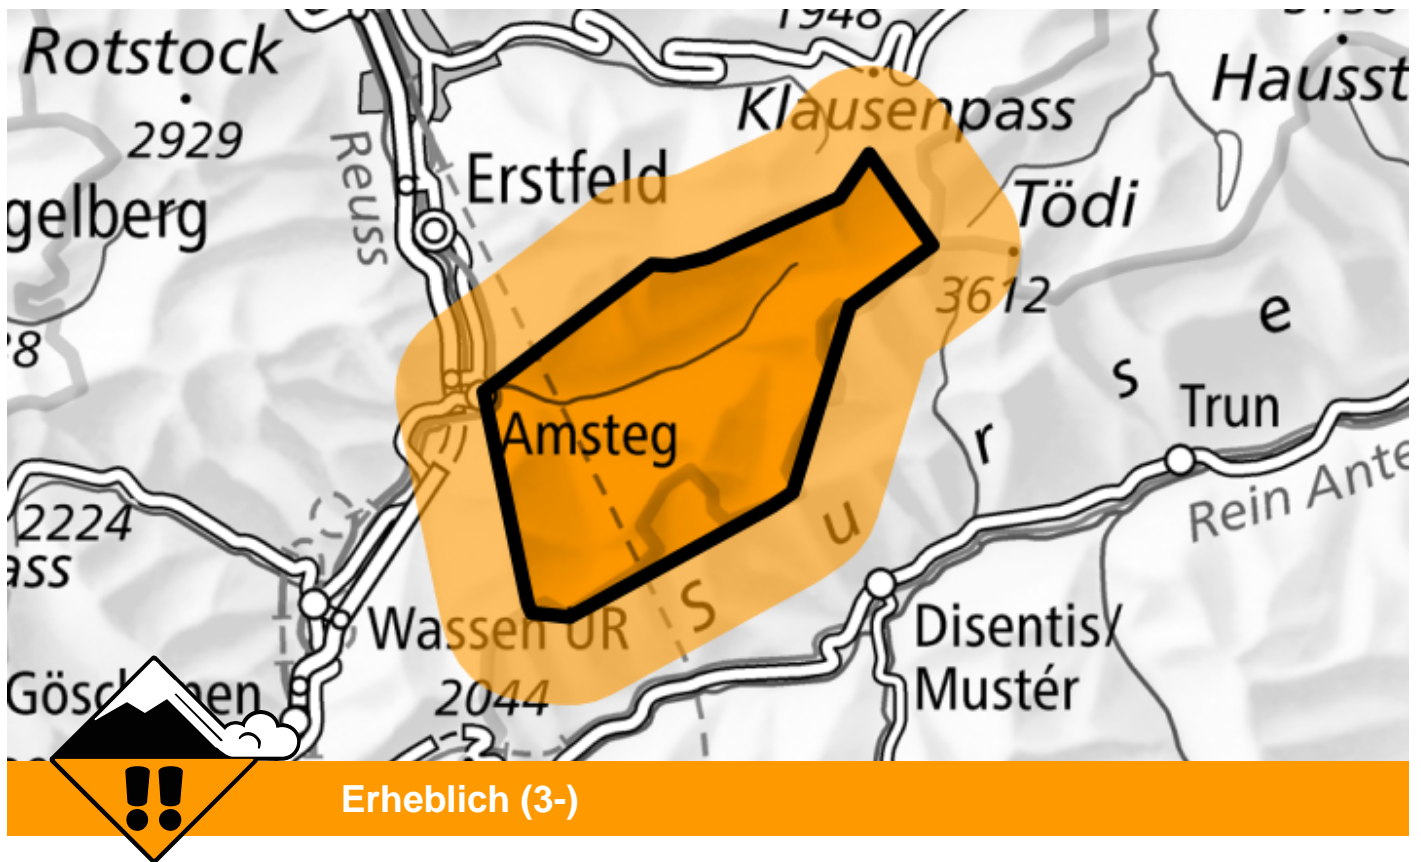 1948
Rotstock
2929
Klausenpass
Hausst
Reuss
Erstfeld
gelberg
Tödi
3612
e
s
Trun
Amsteg
r
Rein Ante
2224
ass
u
S
Wassen UR
Disentis/
Mustér
2044
Erheblich (3-)